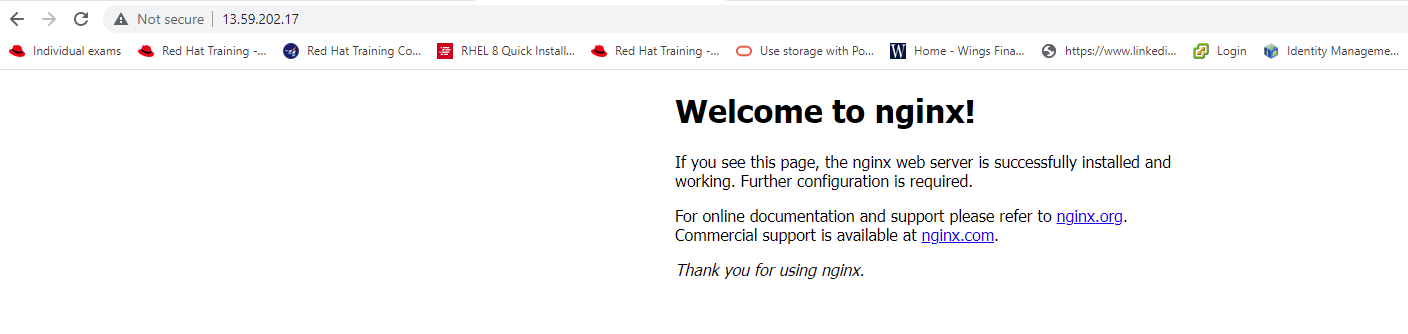 Not secure | 13.59.202.17
Individual exams Red Hat Training -... Red Hat Training Co... RHEL 8 Quick Install... Red Hat Training -... Use storage with Po... W Home - Wings Fina... https://www.linkedi... Login Identity Manageme...
Welcome to nginx!
If you see this page, the nginx web server is successfully installed and
working. Further configuration is required.
For online documentation and support please refer to nginx.org.
Commercial support is available at nginx.com.
Thank you for using nginx.